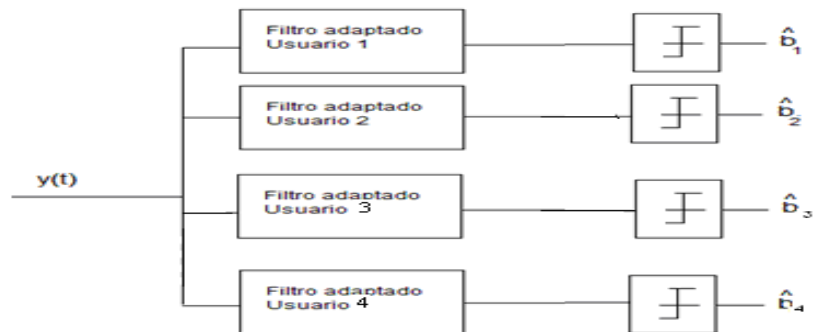 Filtro adaptado
Usuario 1
b̂₁
Filtro adaptado
Usuario 2
b̂₂
y(t)
Filtro adaptado
Usuario 3
b̂₃
Filtro adaptado
Usuario 4
b̂₄